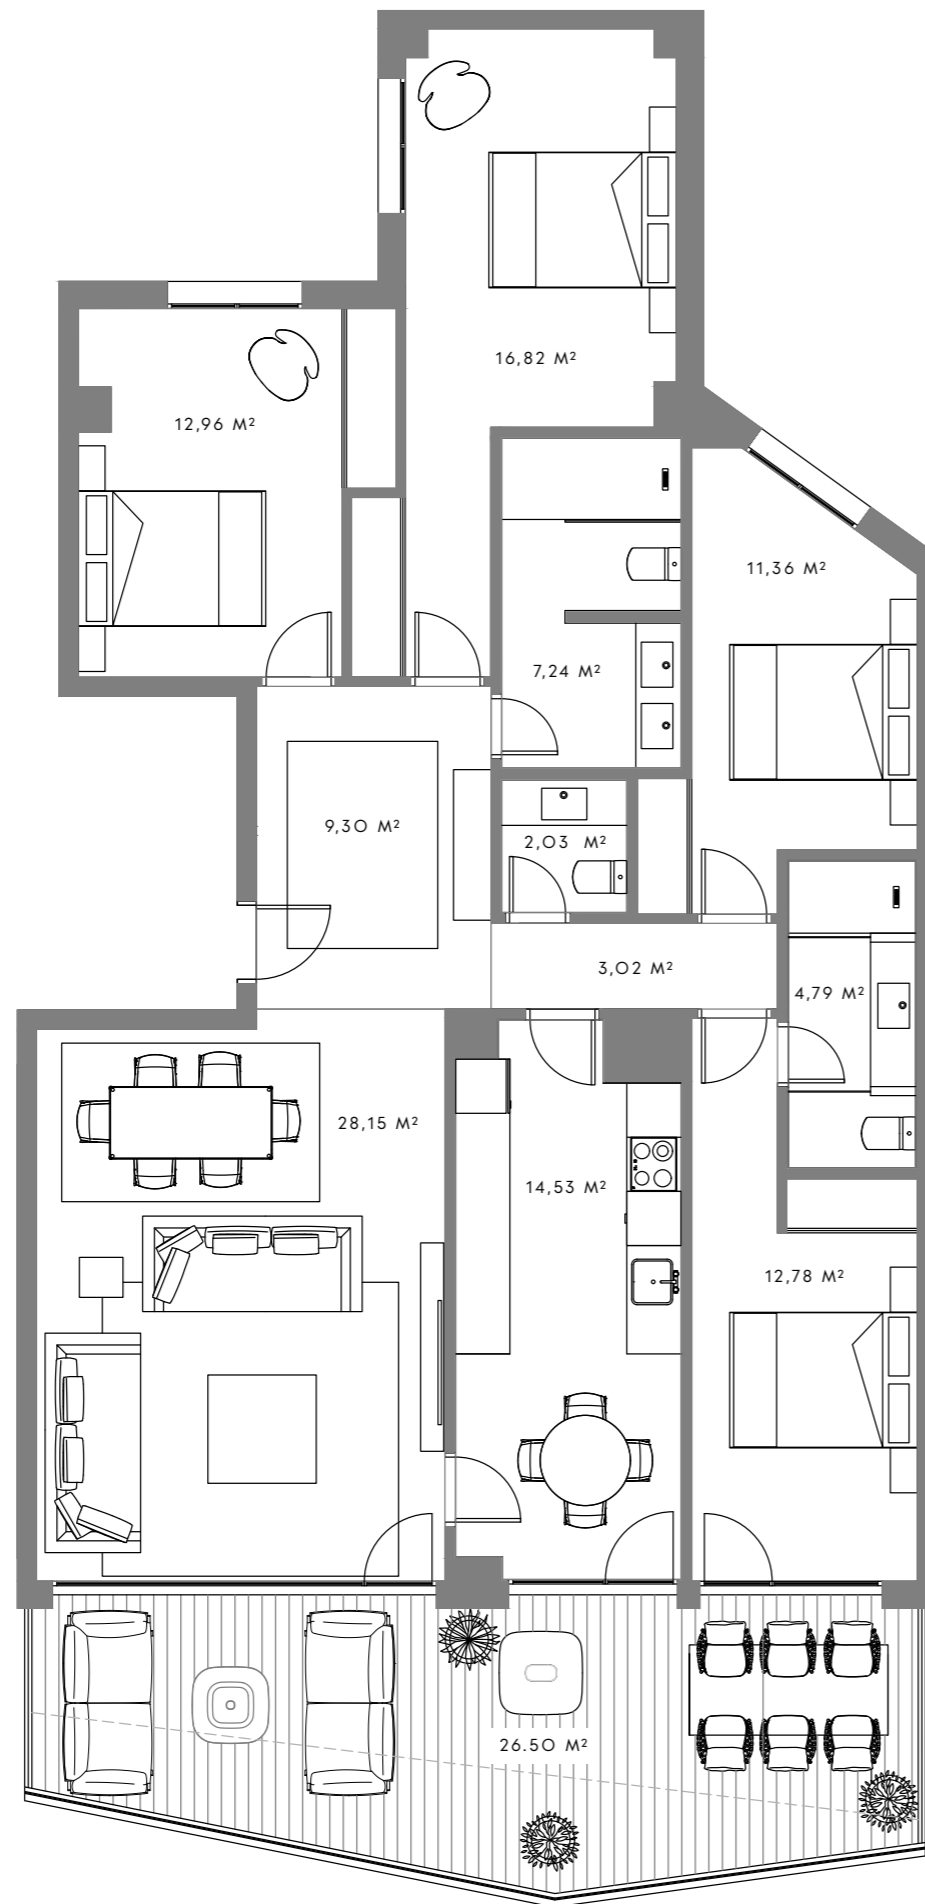 16,82 M²
12,96 M²
11,36 M²
7,24 M²
9,30 M²
2,03 M²
3,02 M²
4,79 M²
28,15 M²
14,53 M²
12,78 M²
26.50 M²